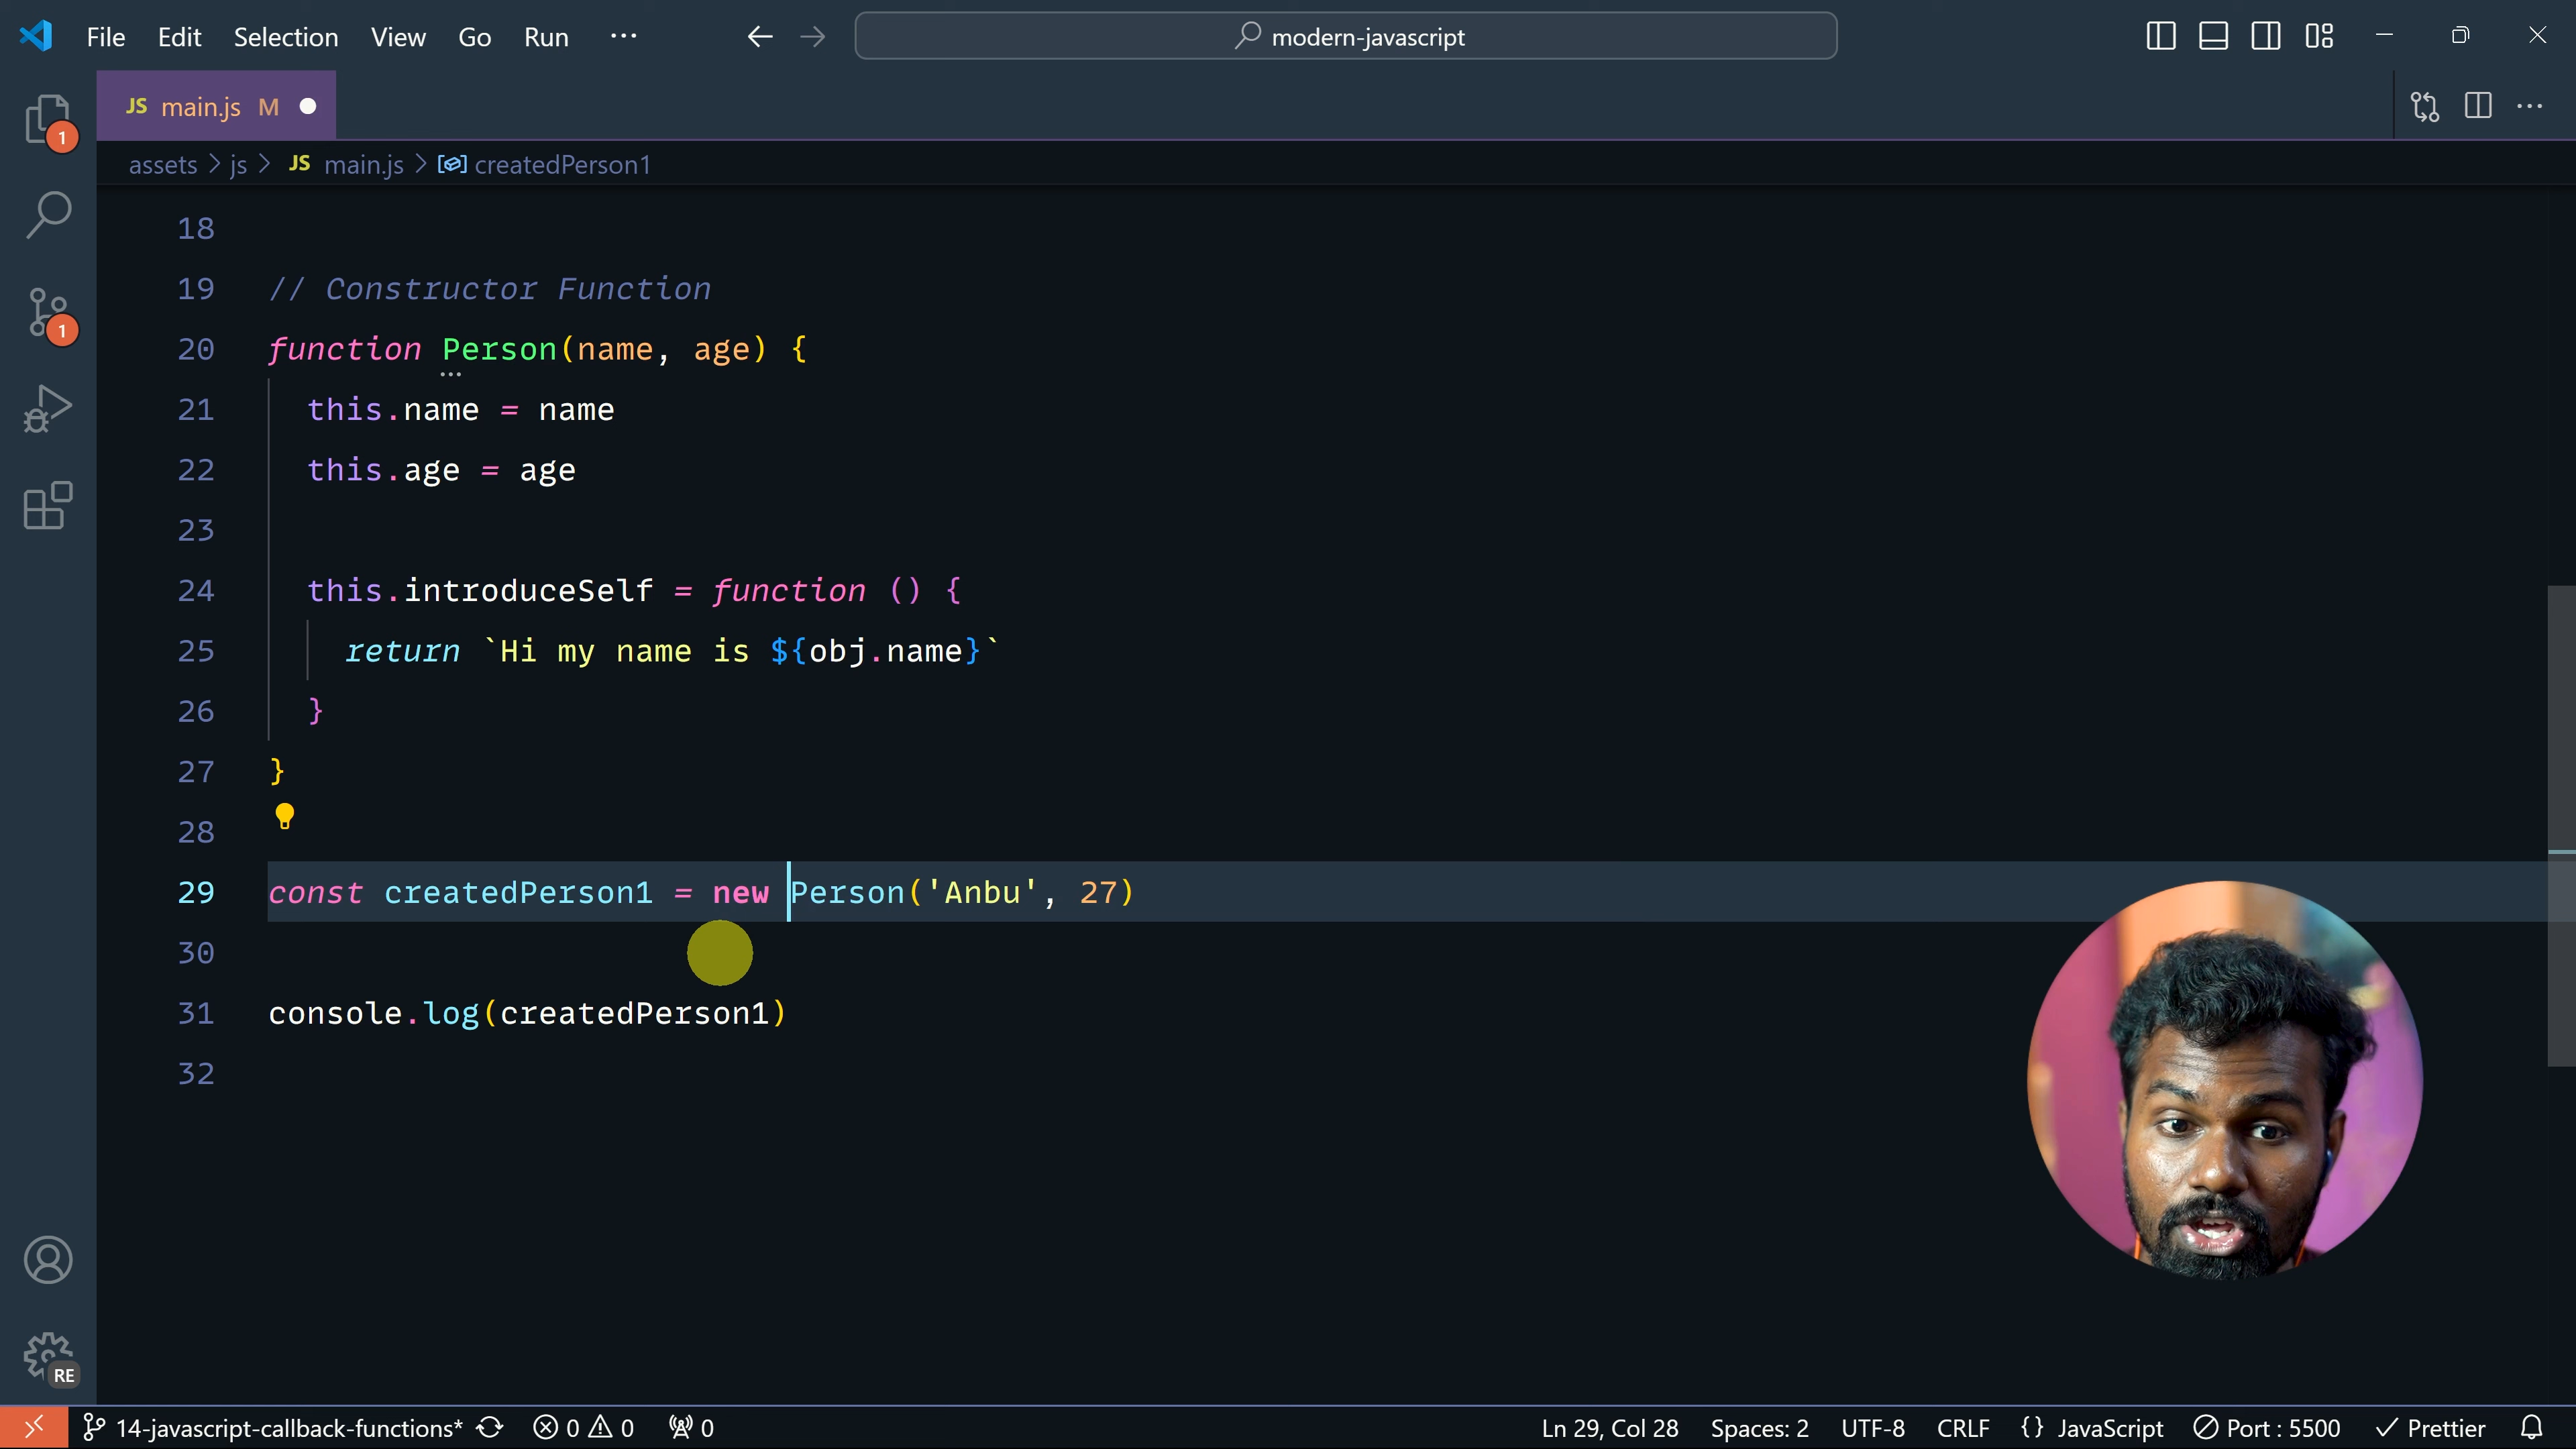 File Edit Selection View Go Run ··· modern-javascript
JS main.js M
assets > js > JS main.js > createdPerson1
18
19 // Constructor Function
20 function Person(name, age) {
21 this.name = name
22 this.age = age
23
24 this.introduceSelf = function () {
25 return `Hi my name is ${obj.name}`
26 }
27 }
28
29 const createdPerson1 = new Person('Anbu', 27)
30
31 console.log(createdPerson1)
32
1
1
RE
14-javascript-callback-functions* 0 0 0 Ln 29, Col 28 Spaces: 2 UTF-8 CRLF {} JavaScript Port : 5500 Prettier